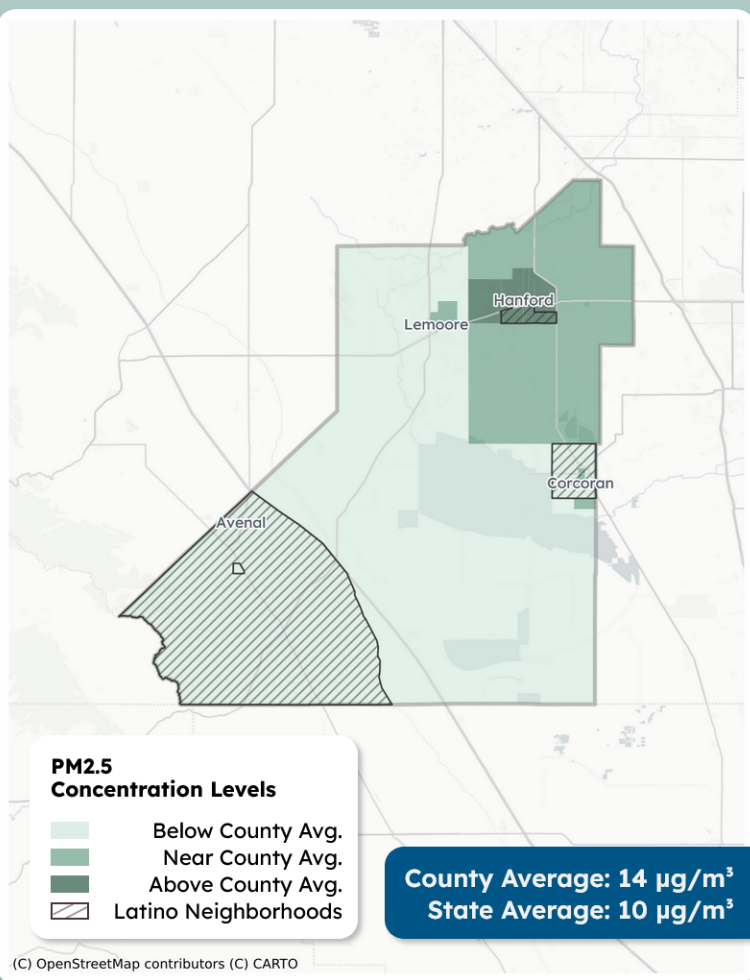 Hanford
Lemoore
Corcoran
Avenal
PM2.5
Concentration Levels
Below County Avg.
Near County Avg.
Above County Avg.
Latino Neighborhoods
County Average: 14 μg/m³
State Average: 10 μg/m³
(C) OpenStreetMap contributors (C) CARTO